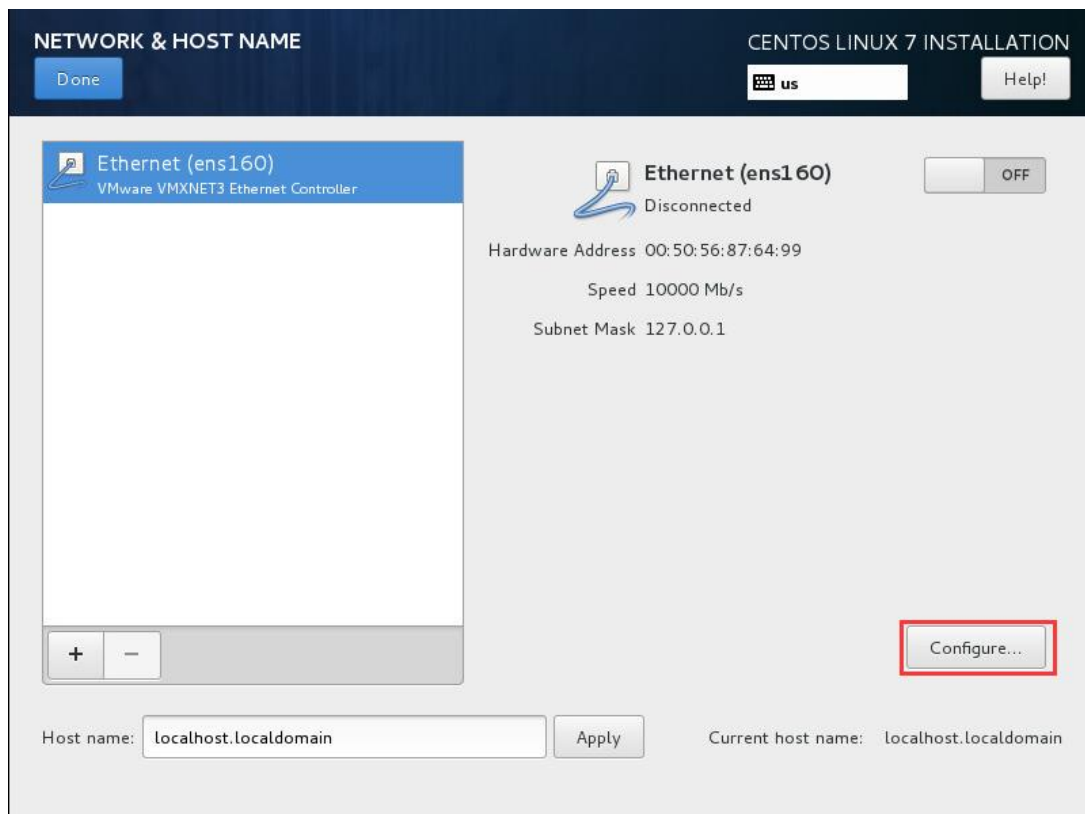 NETWORK & HOST NAME
CENTOS LINUX 7 INSTALLATION
Done
us
Help!
Ethernet (ens160)
VMware VMXNET3 Ethernet Controller
Ethernet (ens160)
Disconnected
OFF
Hardware Address 00:50:56:87:64:99
Speed 10000 Mb/s
Subnet Mask 127.0.0.1
+ −
Configure...
Host name: localhost.localdomain Apply Current host name: localhost.localdomain